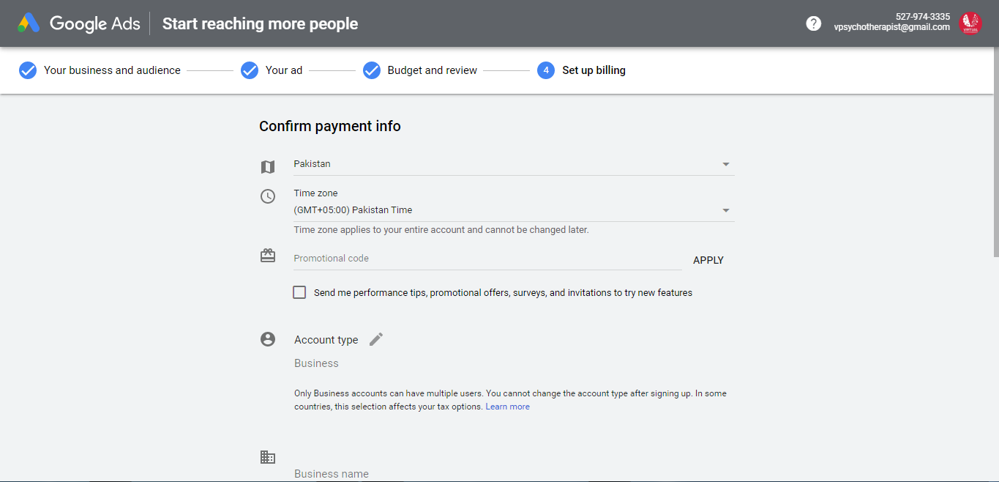 Google Ads
Start reaching more people
?
527-974-3335
vpsychotherapist@gmail.com
VIRTUAL
Your business and audience
Your ad
Budget and review
4
Set up billing
Confirm payment info
Pakistan
Time zone
(GMT+05:00) Pakistan Time
Time zone applies to your entire account and cannot be changed later.
Promotional code
APPLY
Send me performance tips, promotional offers, surveys, and invitations to try new features
Account type
Business
Only Business accounts can have multiple users. You cannot change the account type after signing up. In some
countries, this selection affects your tax options. Learn more
Business name